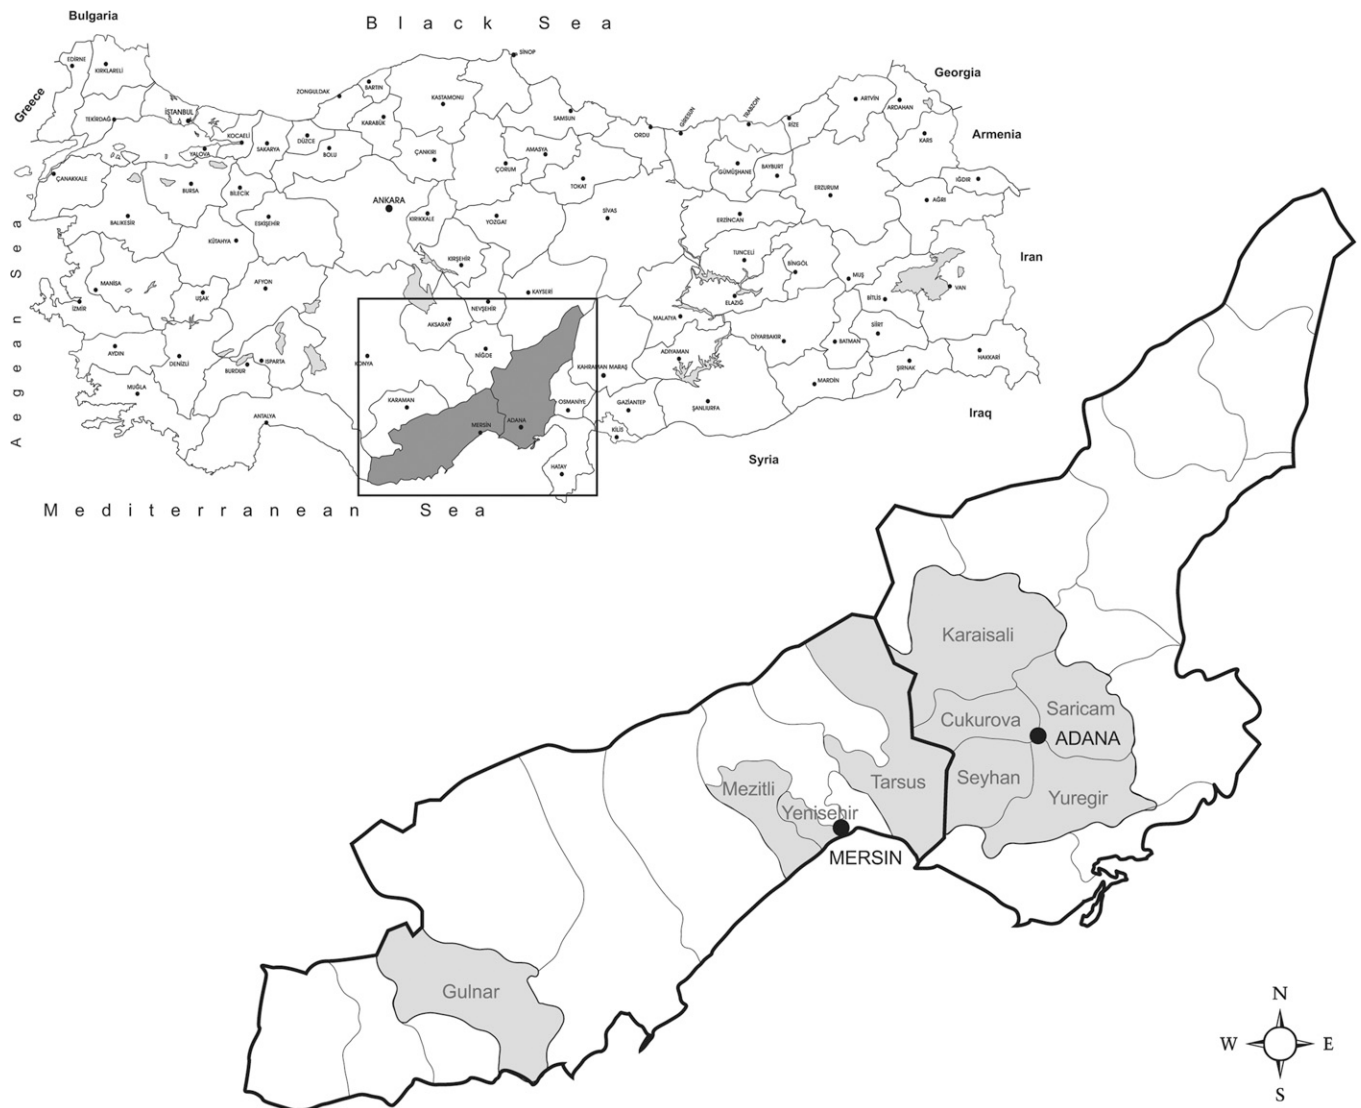 Bulgaria
Black Sea
SİNOP
EDİRNE
KIRKLARELİ
Georgia
Greece
ZONGULDAK
BARTIN
KASTAMONU
ARTVİN
ARDAHAN
TEKİRDAĞ
İSTANBUL
KARABÜK
SAMSUN
GİRESUN
TRABZON
RİZE
ORDU
Armenia
KOCAELİ
YALOVA
SAKARYA
DÜZCE
BOLU
ÇANKIRI
ÇORUM
AMASYA
TOKAT
GÜMÜŞHANE
BAYBURT
KARS
IĞDIR
ÇANAKKALE
BURSA
BİLECİK
ANKARA
KIRIKKALE
YOZGAT
SİVAS
ERZİNCAN
ERZURUM
AĞRI
BALIKESİR
ESKİŞEHİR
KÜTAHYA
Aegean Sea
KIRŞEHİR
TUNCELİ
BİNGÖL
MUŞ
Iran
MANİSA
UŞAK
AFYON
İZMİR
NEVŞEHİR
KAYSERİ
ELAZIĞ
BİTLİS
VAN
AKSARAY
MALATYA
SİİRT
AYDIN
DENİZLİ
ISPARTA
BURDUR
KONYA
NİĞDE
KAHRAMAN MARAŞ
ADIYAMAN
DİYARBAKIR
BATMAN
ŞIRNAK
HAKKARİ
MUĞLA
ANTALYA
KARAMAN
MERSİN
ADANA
OSMANİYE
GAZİANTEP
KİLİS
ŞANLIURFA
MARDİN
Iraq
HATAY
Syria
Mediterranean Sea
Karaisali
Cukurova
Saricam
ADANA
Seyhan
Yuregir
Tarsus
Mezitli
Yenisehir
MERSIN
Gulnar
N
W E
S